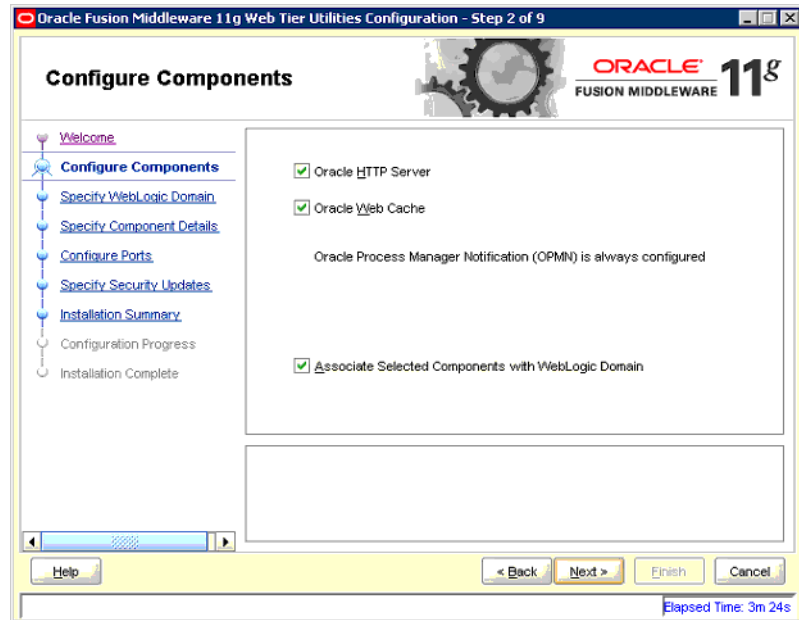 Oracle Fusion Middleware 11g Web Tier Utilities Configuration - Step 2 of 9
Configure Components
ORACLE
FUSION MIDDLEWARE
11g
Welcome
Configure Components
Specify WebLogic Domain
Specify Component Details
Configure Ports
Specify Security Updates
Installation Summary
Configuration Progress
Installation Complete
Oracle HTTP Server
Oracle Web Cache
Oracle Process Manager Notification (OPMN) is always configured
Associate Selected Components with WebLogic Domain
Help
< Back
Next >
Finish
Cancel
Elapsed Time: 3m 24s